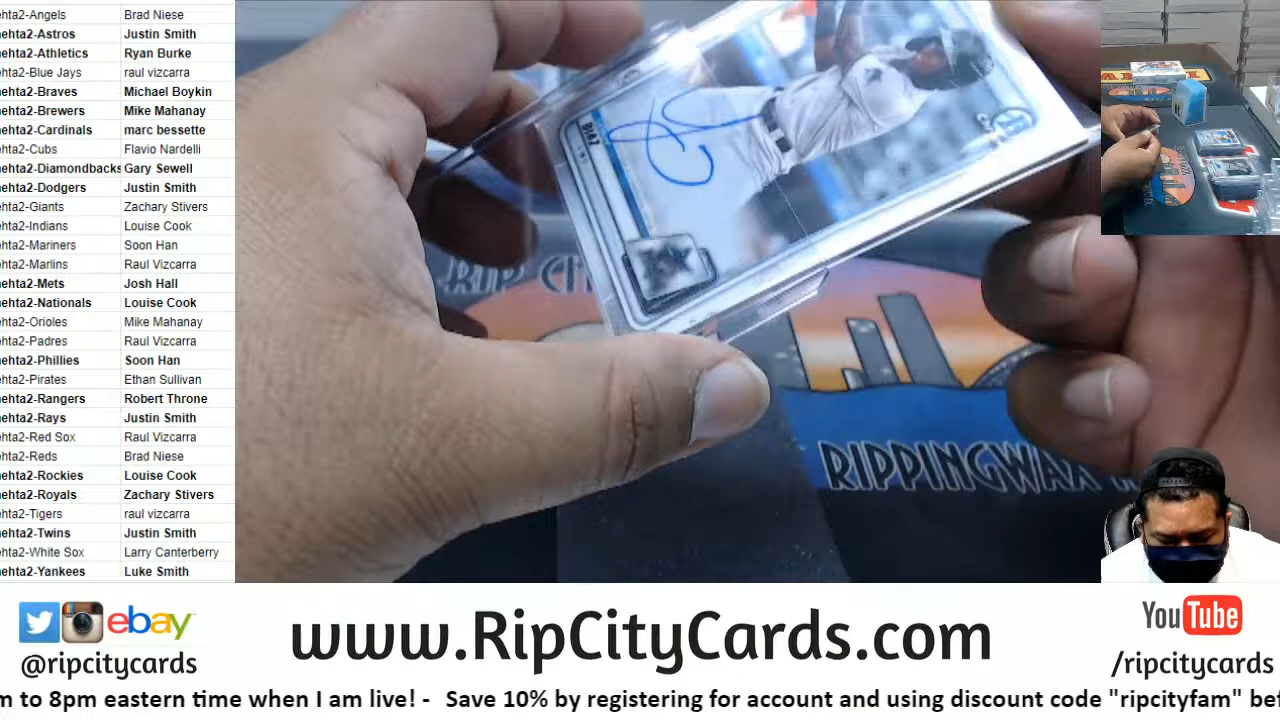 ehta2-Angels Brad Niese
ehta2-Astros Justin Smith
ehta2-Athletics Ryan Burke
ehta2-Blue Jays raul vizcarra
ehta2-Braves Michael Boykin
ehta2-Brewers Mike Mahanay
ehta2-Cardinals marc bessette
ehta2-Cubs Flavio Nardelli
ehta2-Diamondbacks Gary Sewell
ehta2-Dodgers Justin Smith
ehta2-Giants Zachary Stivers
ehta2-Indians Louise Cook
ehta2-Mariners Soon Han
ehta2-Marlins Raul Vizcarra
ehta2-Mets Josh Hall
ehta2-Nationals Louise Cook
ehta2-Orioles Mike Mahanay
ehta2-Padres Raul Vizcarra
ehta2-Phillies Soon Han
ehta2-Pirates Ethan Sullivan
ehta2-Rangers Robert Throne
ehta2-Rays Justin Smith
ehta2-Red Sox Raul Vizcarra
ehta2-Reds Brad Niese
ehta2-Rockies Louise Cook
ehta2-Royals Zachary Stivers
ehta2-Tigers raul vizcarra
ehta2-Twins Justin Smith
ehta2-White Sox Larry Canterberry
ehta2-Yankees Luke Smith
DIAZ
RIP CIT
RIPPINGWAX
ebay
@ripcitycards
www.RipCityCards.com
YouTube
/ripcitycards
m to 8pm eastern time when I am live! - Save 10% by registering for account and using discount code "ripcityfam" bef